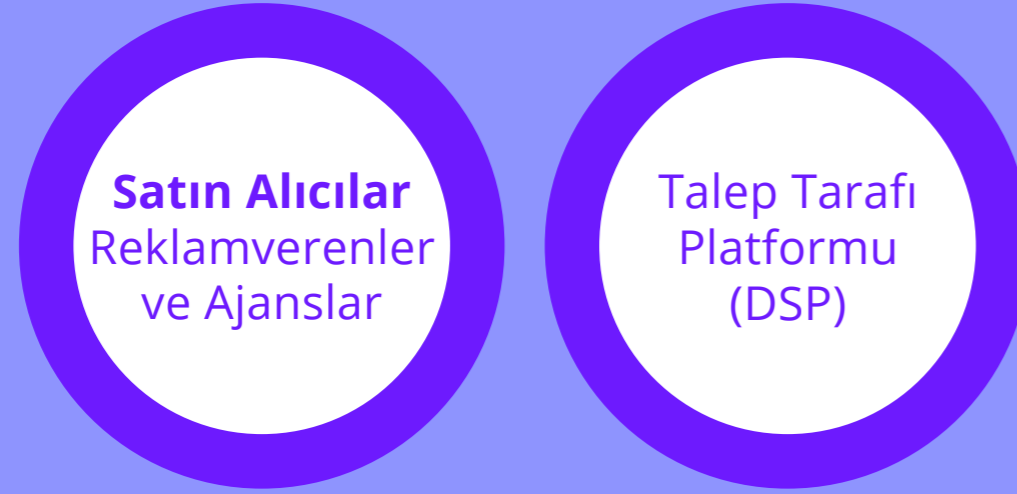 Satın Alıcılar
Reklamverenler
ve Ajanslar
Talep Tarafı
Platformu
(DSP)